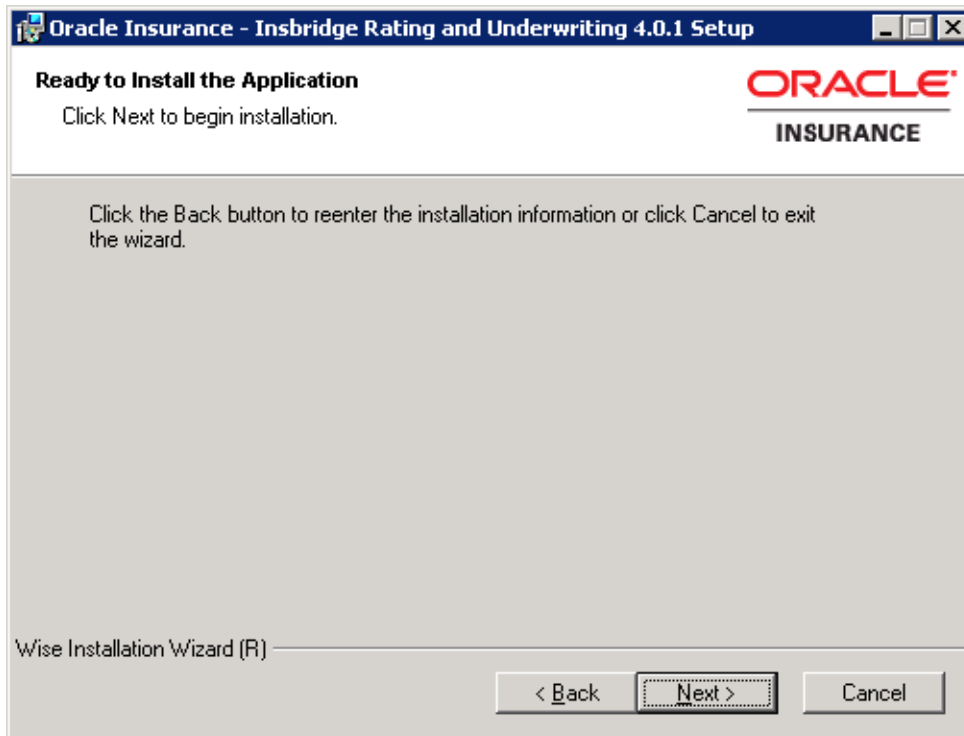 Oracle Insurance - Insbridge Rating and Underwriting 4.0.1 Setup
Ready to Install the Application
Click Next to begin installation.
ORACLE
INSURANCE
Click the Back button to reenter the installation information or click Cancel to exit
the wizard.
Wise Installation Wizard (R)
< Back Next > Cancel